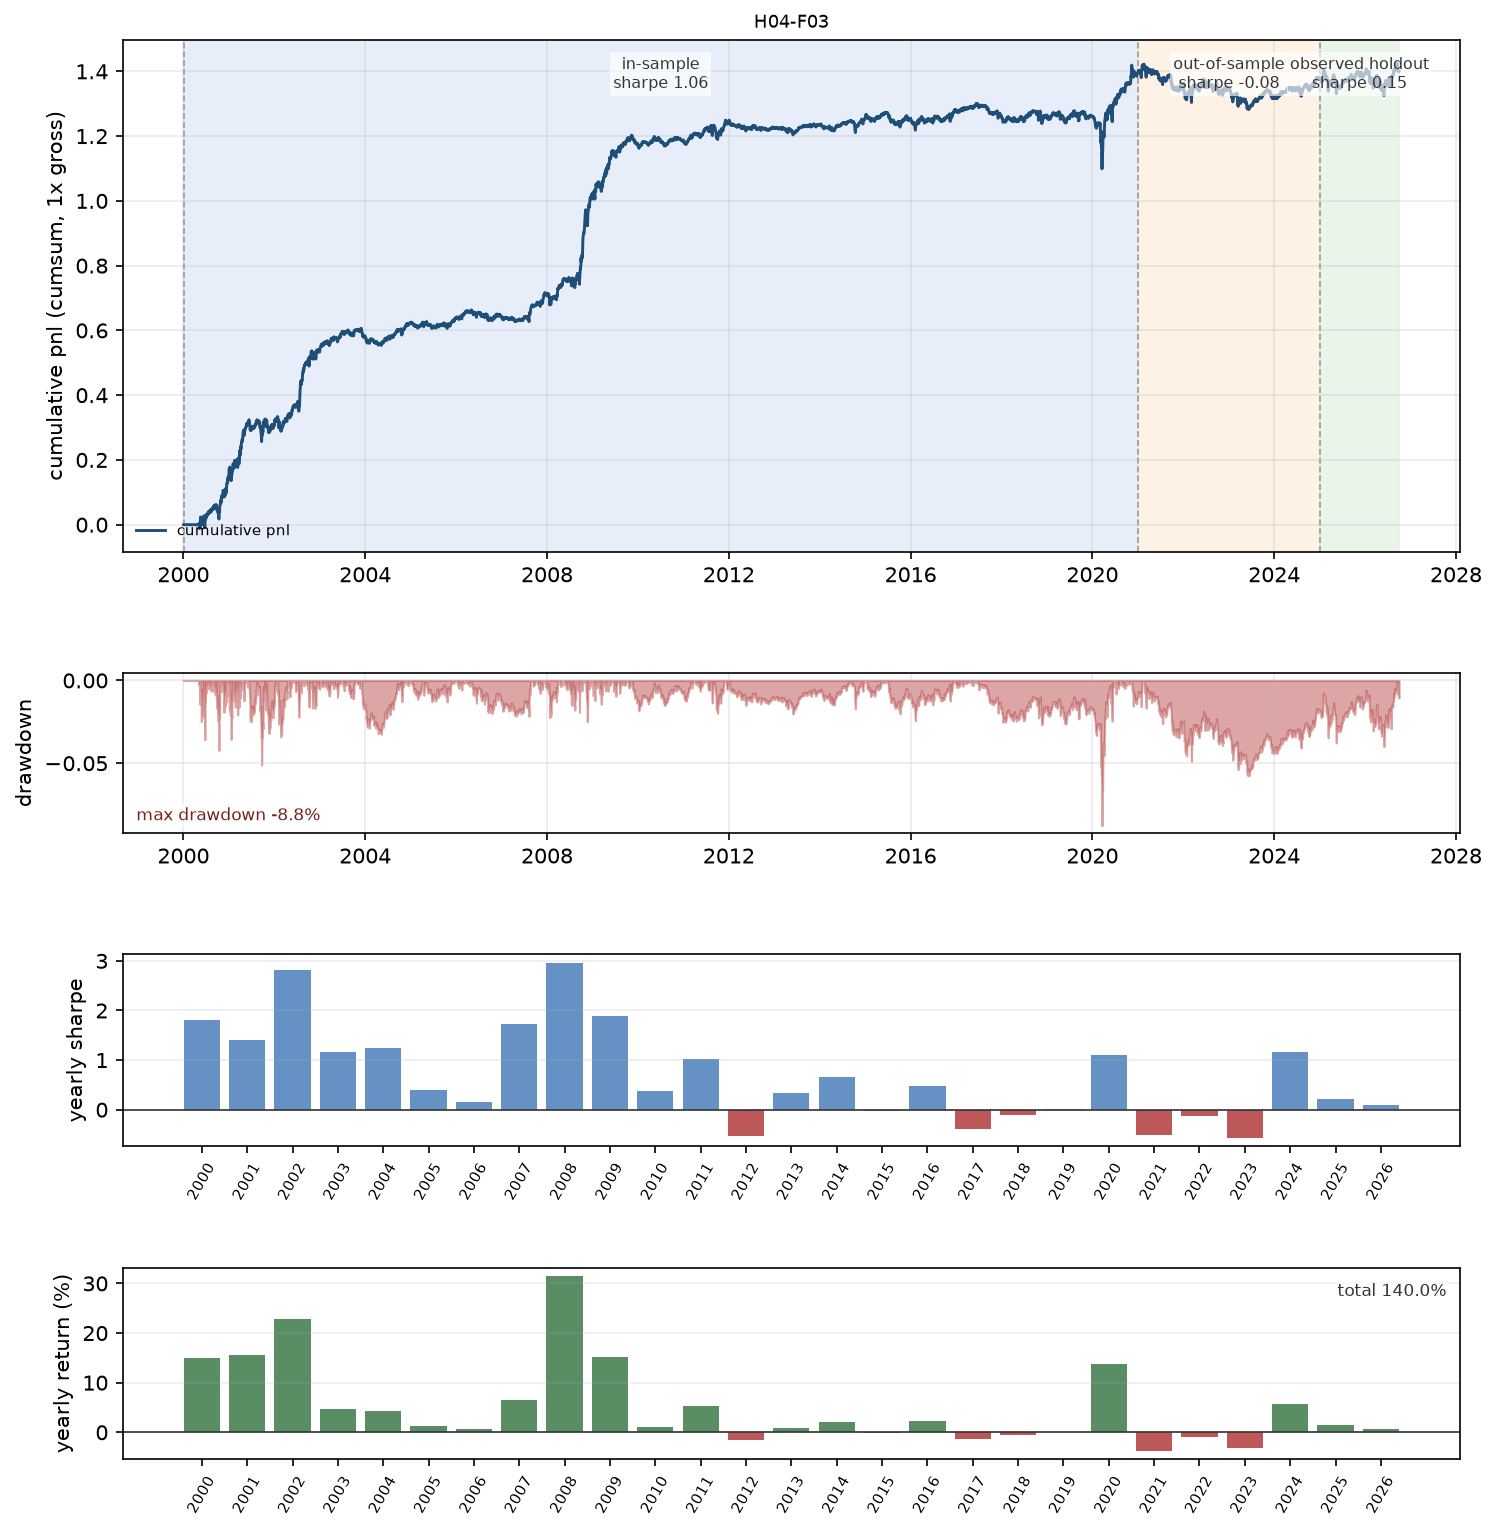 H04-F03
in-sample
sharpe 1.06
out-of-sample observed holdout
sharpe -0.08 sharpe 0.15
cumulative pnl (cumsum, 1x gross)
1.4
1.2
1.0
0.8
0.6
0.4
0.2
0.0
cumulative pnl
2000 2004 2008 2012 2016 2020 2024 2028
drawdown
0.00
−0.05
max drawdown -8.8%
2000 2004 2008 2012 2016 2020 2024 2028
yearly sharpe
3
2
1
0
2000 2001 2002 2003 2004 2005 2006 2007 2008 2009 2010 2011 2012 2013 2014 2015 2016 2017 2018 2019 2020 2021 2022 2023 2024 2025 2026
yearly return (%)
30
20
10
0
total 140.0%
2000 2001 2002 2003 2004 2005 2006 2007 2008 2009 2010 2011 2012 2013 2014 2015 2016 2017 2018 2019 2020 2021 2022 2023 2024 2025 2026